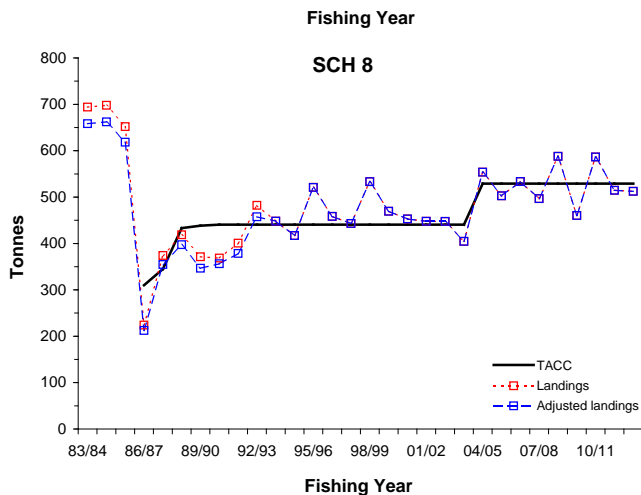 Fishing Year
SCH 8
800
700
600
500
400
300
200
100
0
Tonnes
TACC
Landings
Adjusted landings
83/84 86/87 89/90 92/93 95/96 98/99 01/02 04/05 07/08 10/11
Fishing Year